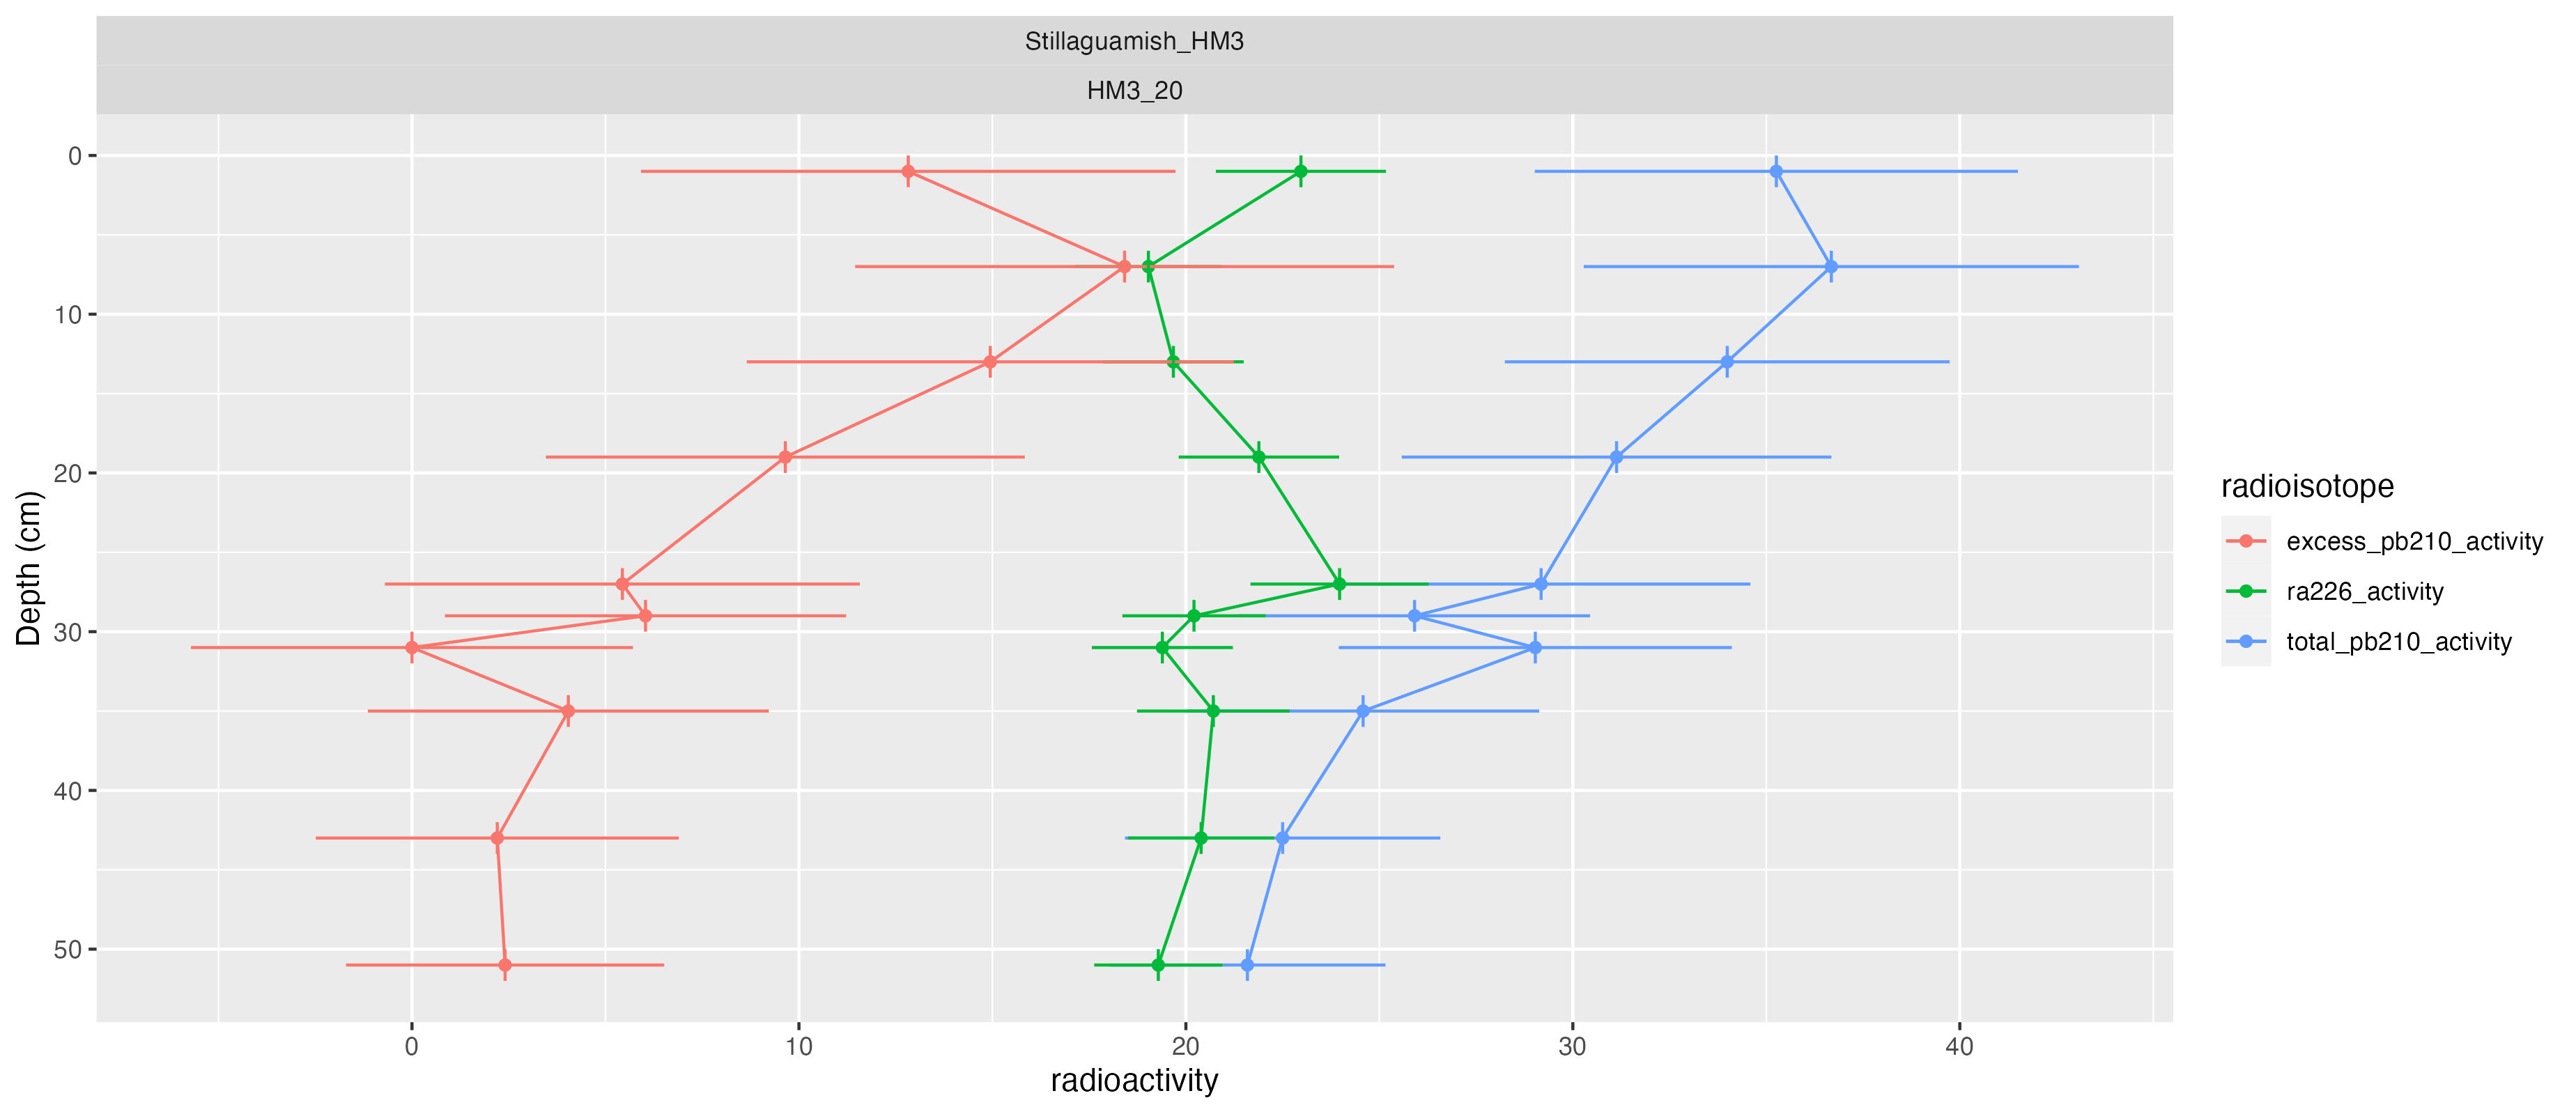 Stillaguamish_HM3
HM3_20
0
10
20
30
40
50
Depth (cm)
0 10 20 30 40
radioactivity
radioisotope
excess_pb210_activity
ra226_activity
total_pb210_activity